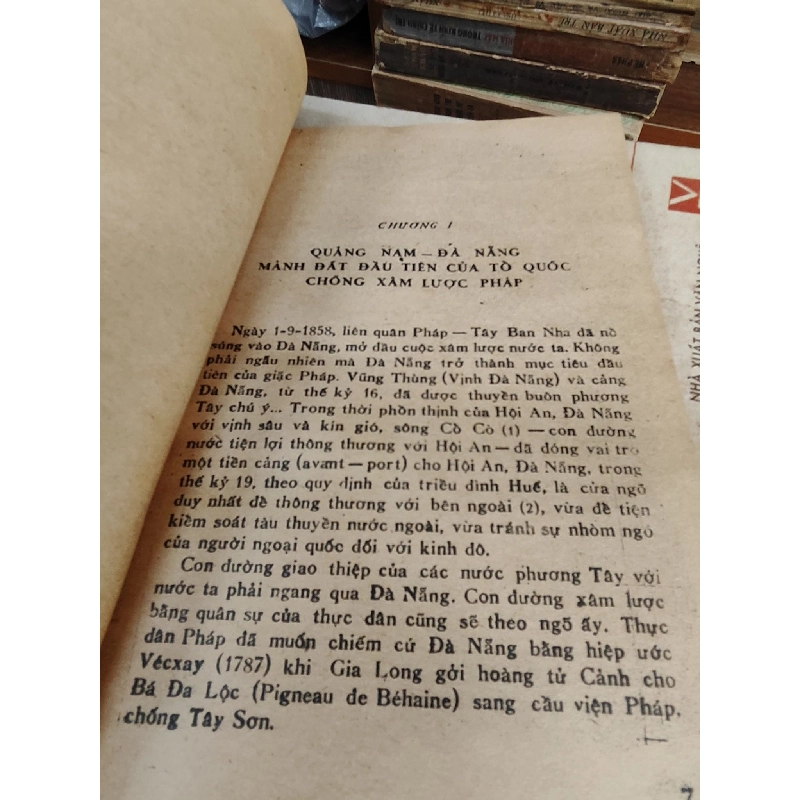 NHÀ XUẤT BẢN TRẺ
CHƯƠNG I
QUẢNG NAM — ĐÀ NẴNG
MẢNH ĐẤT ĐẦU TIÊN CỦA TỔ QUỐC
CHỐNG XÂM LƯỢC PHÁP
Ngày 1-9-1858, liên quân Pháp — Tây Ban Nha đã nổ
súng vào Đà Nẵng, mở đầu cuộc xâm lược nước ta. Không
phải ngẫu nhiên mà Đà Nẵng trở thành mục tiêu đầu
tiên của giặc Pháp. Vũng Thùng (Vịnh Đà Nẵng) và cảng
Đà Nẵng, từ thế kỷ 16, đã được thuyền buôn phương
Tây chú ý... Trong thời phồn thịnh của Hội An, Đà Nẵng
với vịnh sâu và kín gió, sông Cồ Cò (1) — con đường
nước tiện lợi thông thương với Hội An — đã đóng vai trò
một tiền cảng (avant — port) cho Hội An, Đà Nẵng, trong
thế kỷ 19, theo quy định của triều đình Huế, là cửa ngõ
duy nhất để thông thương với bên ngoài (2), vừa để tiện
kiểm soát tàu thuyền nước ngoài, vừa tránh sự nhòm ngó
của người ngoại quốc đối với kinh đô.
Con đường giao thiệp của các nước phương Tây với
nước ta phải ngang qua Đà Nẵng. Con đường xâm lược
bằng quân sự của thực dân cũng sẽ theo ngõ ấy. Thực
dân Pháp đã muốn chiếm cứ Đà Nẵng bằng hiệp ước
Vécxay (1787) khi Gia Long gởi hoàng tử Cảnh cho
Bá Đa Lộc (Pigneau de Béhaine) sang cầu viện Pháp,
chống Tây Sơn.
7
NHÀ XUẤT BẢN VĂN NGHỆ